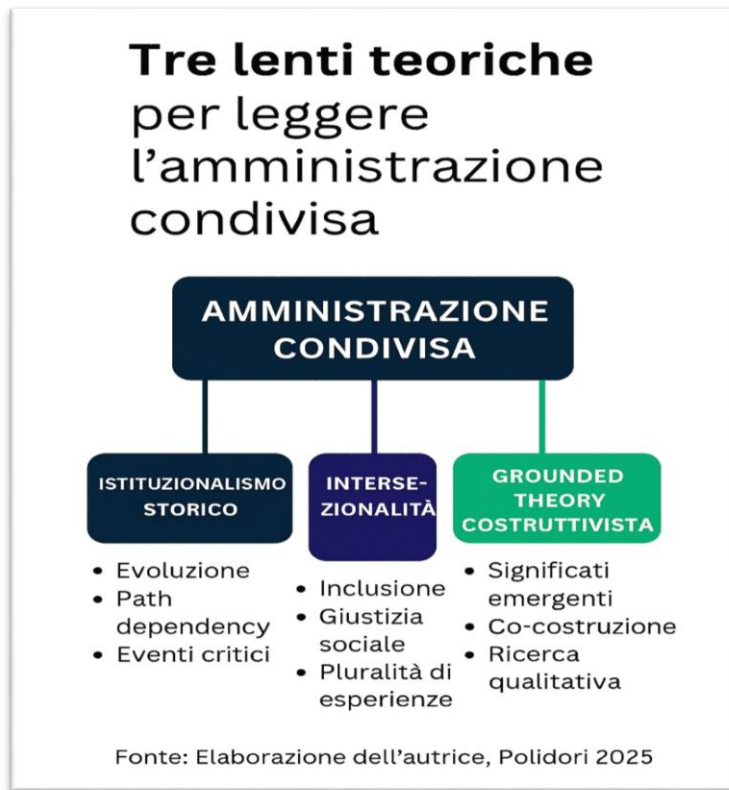 Tre lenti teoriche
per leggere
l'amministrazione
condivisa
AMMINISTRAZIONE
CONDIVISA
ISTITUZIONALISMO
STORICO
• Evoluzione
• Path
dependency
• Eventi critici
INTERSE-
ZIONALITÀ
• Inclusione
• Giustizia
sociale
• Pluralità di
esperienze
GROUNDED
THEORY
COSTRUTTIVISTA
• Significati
emergenti
• Co-costruzione
• Ricerca
qualitativa
Fonte: Elaborazione dell'autrice, Polidori 2025